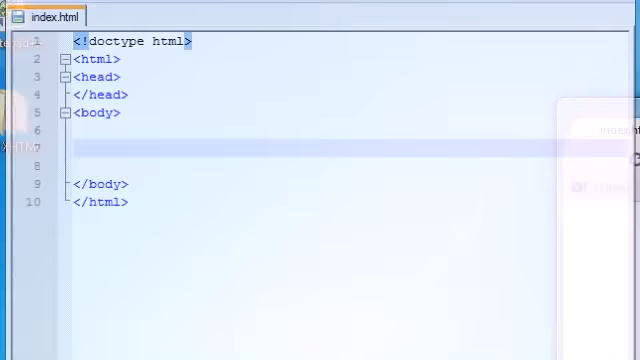 index.html
1 <!doctype html>
2 <html>
3 <head>
4 </head>
5 <body>
6
7
8
9 </body>
10 </html>
XHTML